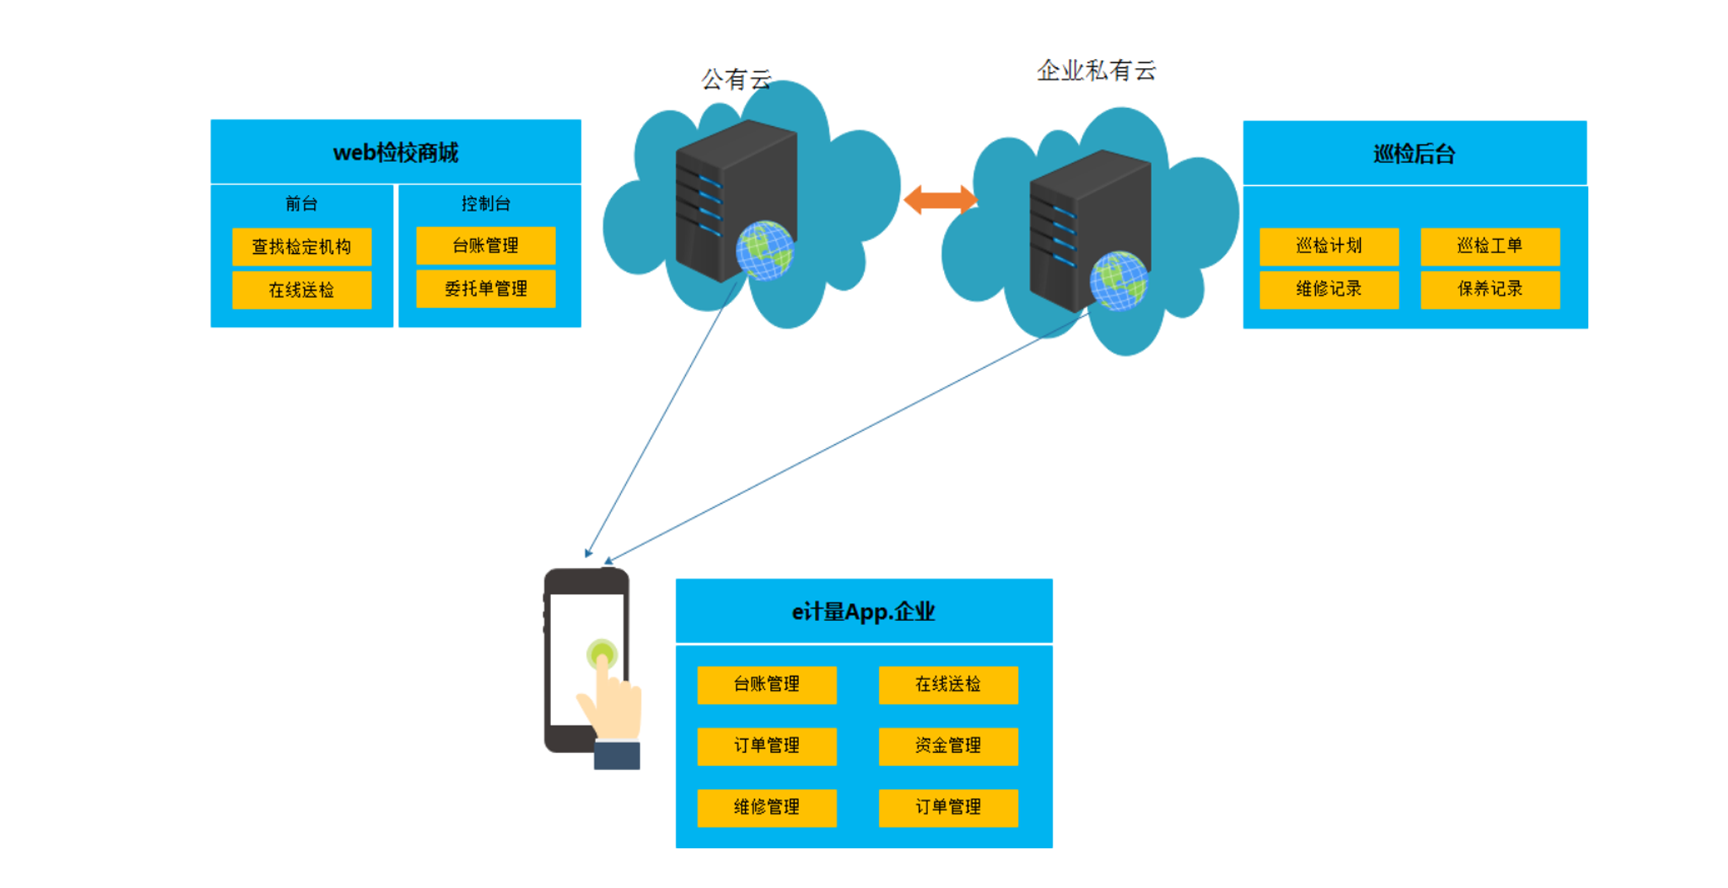 公有云
企业私有云
web检校商城
前台
控制台
查找检定机构
台账管理
在线送检
委托单管理
巡检后台
巡检计划
巡检工单
维修记录
保养记录
e计量App.企业
台账管理
在线送检
订单管理
资金管理
维修管理
订单管理